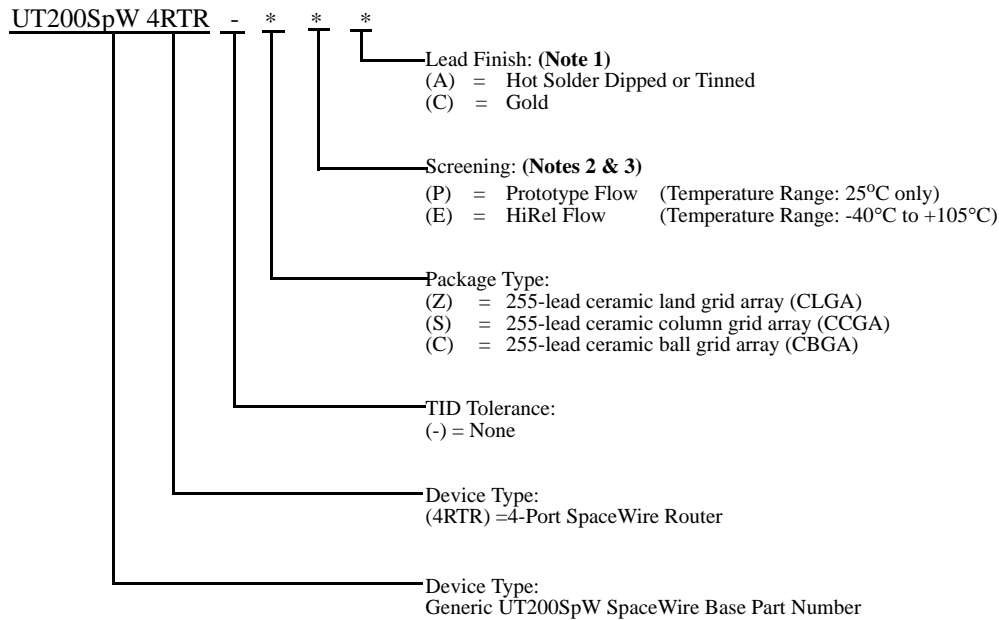 UT200SpW 4RTR - * * *
Lead Finish: (Note 1)
(A) = Hot Solder Dipped or Tinned
(C) = Gold
Screening: (Notes 2 & 3)
(P) = Prototype Flow (Temperature Range: 25°C only)
(E) = HiRel Flow (Temperature Range: -40°C to +105°C)
Package Type:
(Z) = 255-lead ceramic land grid array (CLGA)
(S) = 255-lead ceramic column grid array (CCGA)
(C) = 255-lead ceramic ball grid array (CBGA)
TID Tolerance:
(-) = None
Device Type:
(4RTR) =4-Port SpaceWire Router
Device Type:
Generic UT200SpW SpaceWire Base Part Number